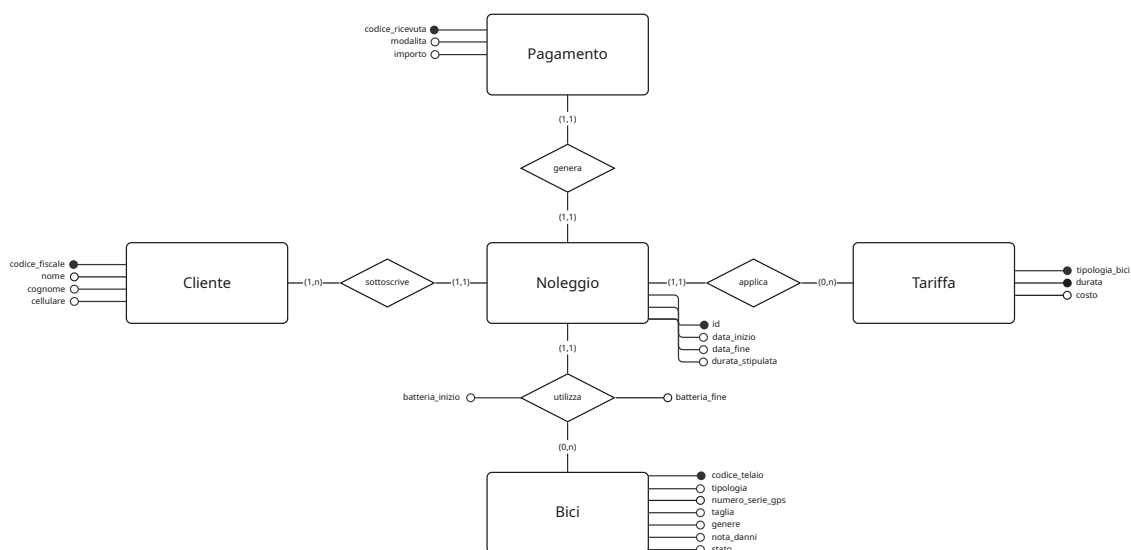 codice_ricevuta
modalita
importo
Pagamento
(1,1)
genera
(1,1)
codice_fiscale
nome
cognome
cellulare
Cliente
(1,n)
sottoscrive
(1,1)
Noleggio
(1,1)
applica
(0,n)
Tariffa
tipologia_bici
durata
costo
id
data_inizio
data_fine
durata_stipulata
(1,1)
batteria_inizio
utilizza
batteria_fine
(0,n)
Bici
codice_telaio
tipologia
numero_serie_gps
taglia
genere
nota_danni
stato